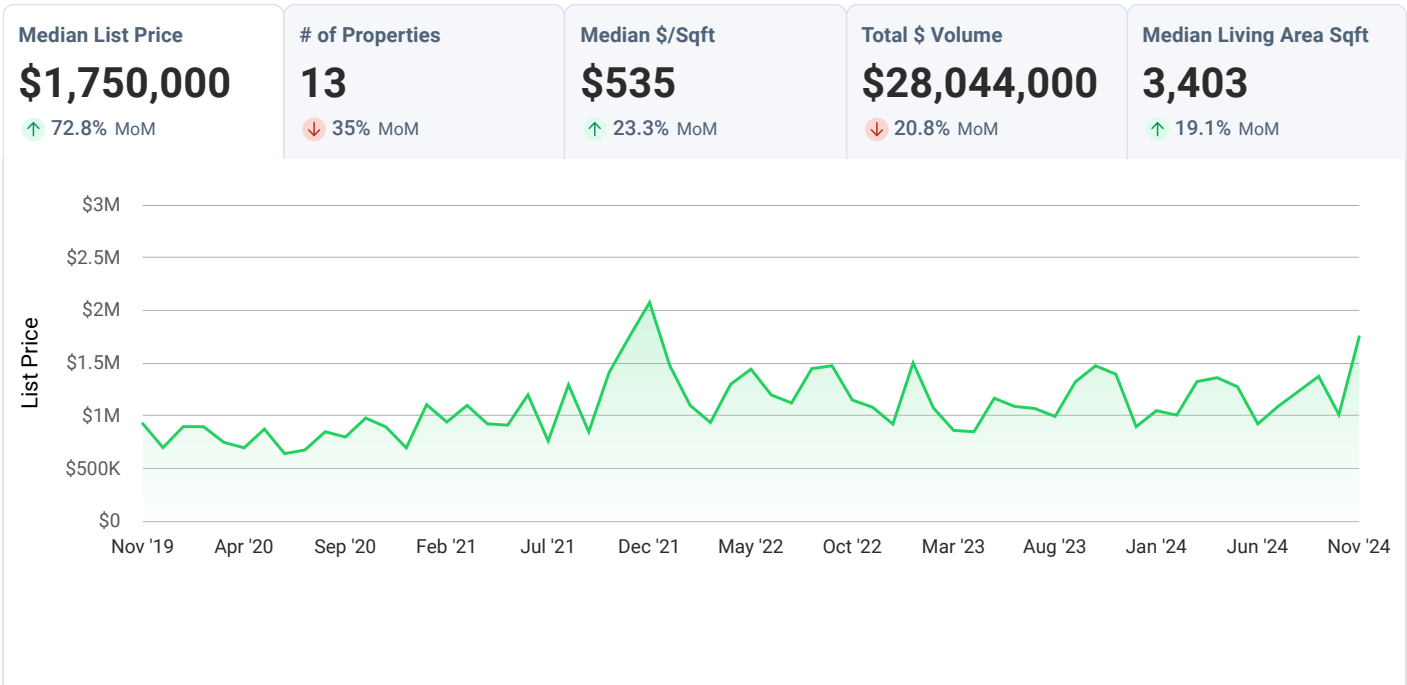 Median List Price
$1,750,000
72.8% MoM
# of Properties
13
35% MoM
Median $/Sqft
$535
23.3% MoM
Total $ Volume
$28,044,000
20.8% MoM
Median Living Area Sqft
3,403
19.1% MoM
List Price
$3M
$2.5M
$2M
$1.5M
$1M
$500K
$0
Nov '19 Apr '20 Sep '20 Feb '21 Jul '21 Dec '21 May '22 Oct '22 Mar '23 Aug '23 Jan '24 Jun '24 Nov '24